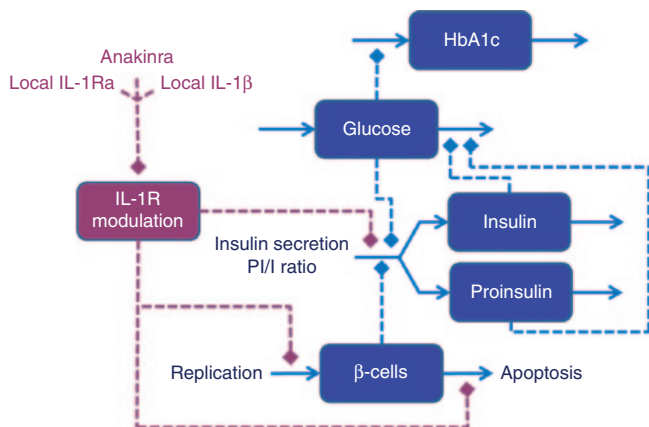 HbA1c
Anakinra
Local IL-1Ra
Local IL-1β
Glucose
IL-1R
modulation
Insulin secretion
PI/I ratio
Insulin
Proinsulin
Replication
β-cells
Apoptosis